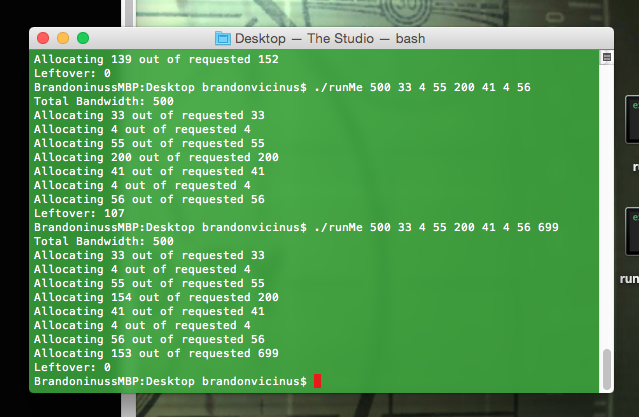 Desktop — The Studio — bash
Allocating 139 out of requested 152
Leftover: 0
BrandoninussMBP:Desktop brandonvicinus$ ./runMe 500 33 4 55 200 41 4 56
Total Bandwidth: 500
Allocating 33 out of requested 33
Allocating 4 out of requested 4
Allocating 55 out of requested 55
Allocating 200 out of requested 200
Allocating 41 out of requested 41
Allocating 4 out of requested 4
Allocating 56 out of requested 56
Leftover: 107
BrandoninussMBP:Desktop brandonvicinus$ ./runMe 500 33 4 55 200 41 4 56 699
Total Bandwidth: 500
Allocating 33 out of requested 33
Allocating 4 out of requested 4
Allocating 55 out of requested 55
Allocating 154 out of requested 200
Allocating 41 out of requested 41
Allocating 4 out of requested 4
Allocating 56 out of requested 56
Allocating 153 out of requested 699
Leftover: 0
BrandoninussMBP:Desktop brandonvicinus$